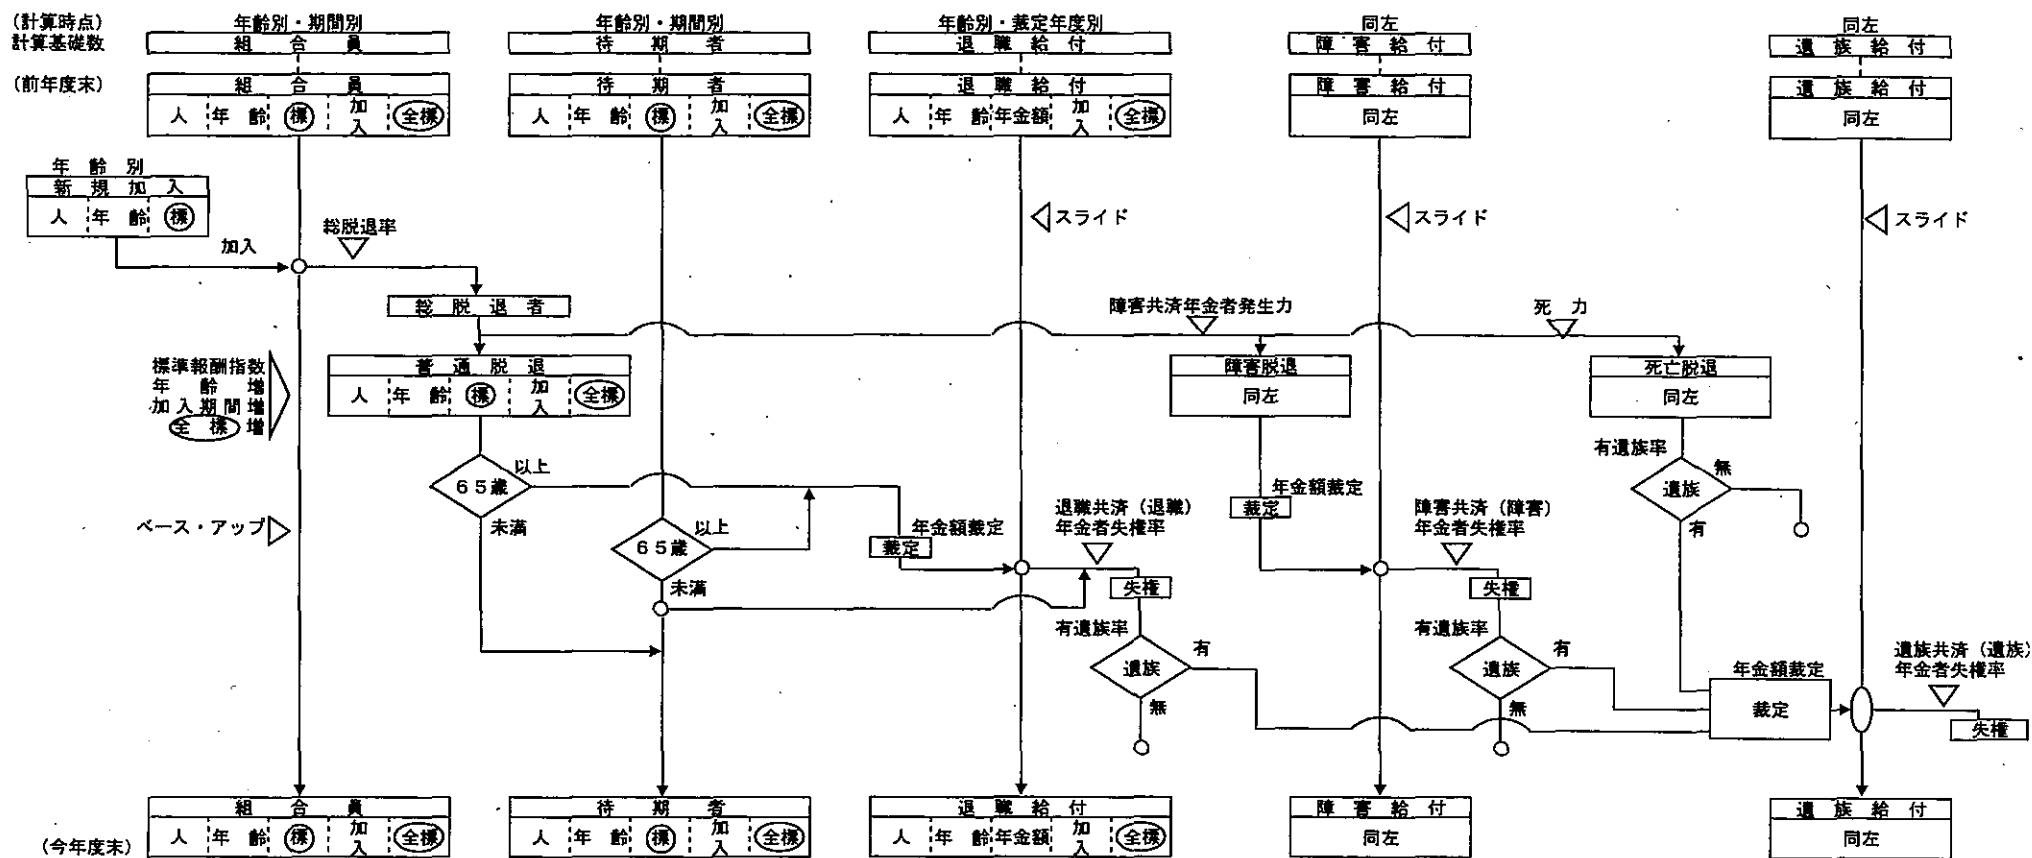 (計算時点) 年齢別・期間別 年齢別・期間別 年齢別・裁定年度別 同左 同左
計算基礎数 組合員 待期者 退職給付 障害給付 遺族給付
(前年度末) 組合員 待期者 退職給付 障害給付 遺族給付
人 年齢 標 加入 全標 人 年齢 標 加入 全標 人 年齢 年金額 加入 全標 同左 同左
年齢別
新規加入
人 年齢 標
加入
総脱退率
スライド スライド スライド
総脱退者
障害共済年金者発生力
死力
普通脱退 障害脱退 死亡脱退
人 年齢 標 加入 全標 同左 同左
標準報酬指数
年齢増
加入期間増
全標増
ベース・アップ
65歳 以上
未満
65歳 以上
未満
年金額裁定
裁定
退職共済(退職)
年金者失権率
失権
有遺族率
遺族 有
無
年金額裁定
裁定
障害共済(障害)
年金者失権率
失権
有遺族率
遺族 有
無
有遺族率
遺族 無
有
年金額裁定
裁定
遺族共済(遺族)
年金者失権率
失権
組合員 待期者 退職給付 障害給付 遺族給付
(今年度末) 人 年齢 標 加入 全標 人 年齢 標 加入 全標 人 年齢 年金額 加入 全標 同左 同左